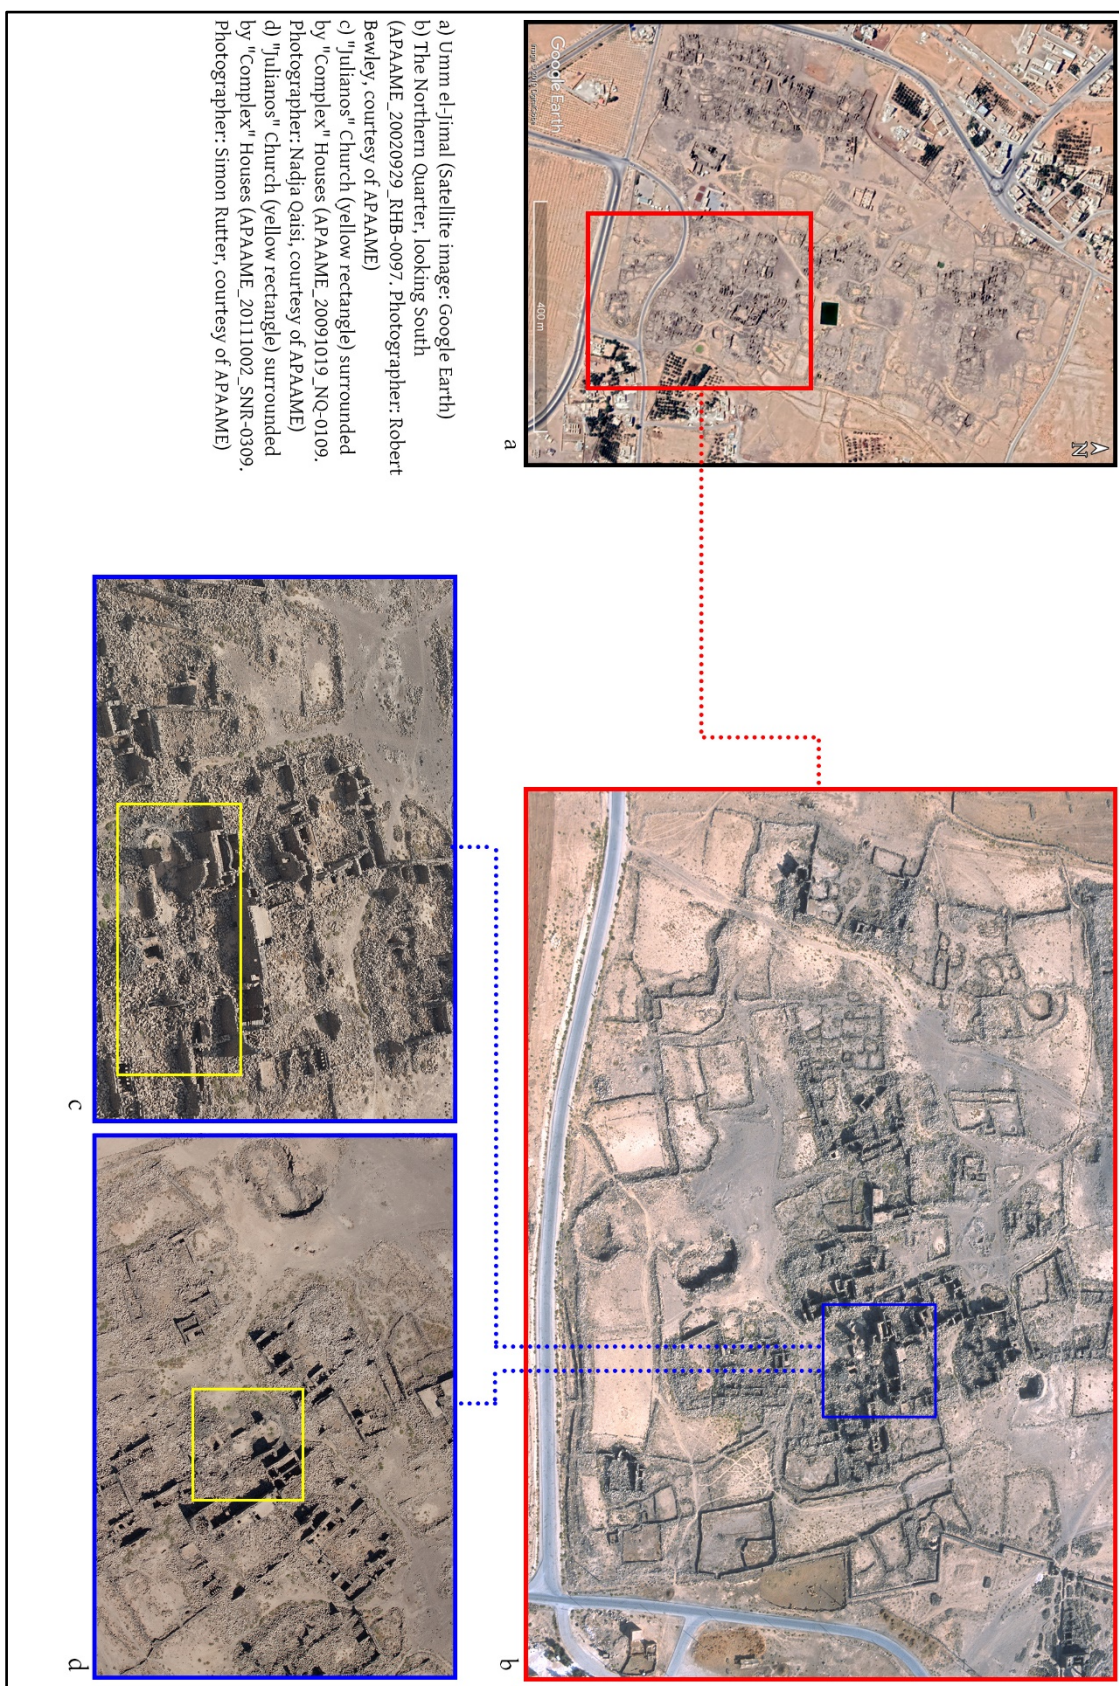 Google Earth
400 m
N
a
b
c
d
a) Umm el-Jimal (Satellite image: Google Earth)
b) The Northern Quarter, looking South
(APAAME_20020929_RHB-0097. Photographer: Robert
Bewley, courtesy of APAAME)
c) "Julianos" Church (yellow rectangle) surrounded
by "Complex" Houses (APAAME_20091019_NQ-0109.
Photographer: Nadja Qaisi, courtesy of APAAME)
d) "Julianos" Church (yellow rectangle) surrounded
by "Complex" Houses (APAAME_20111002_SNR-0309.
Photographer: Simon Rutter, courtesy of APAAME)